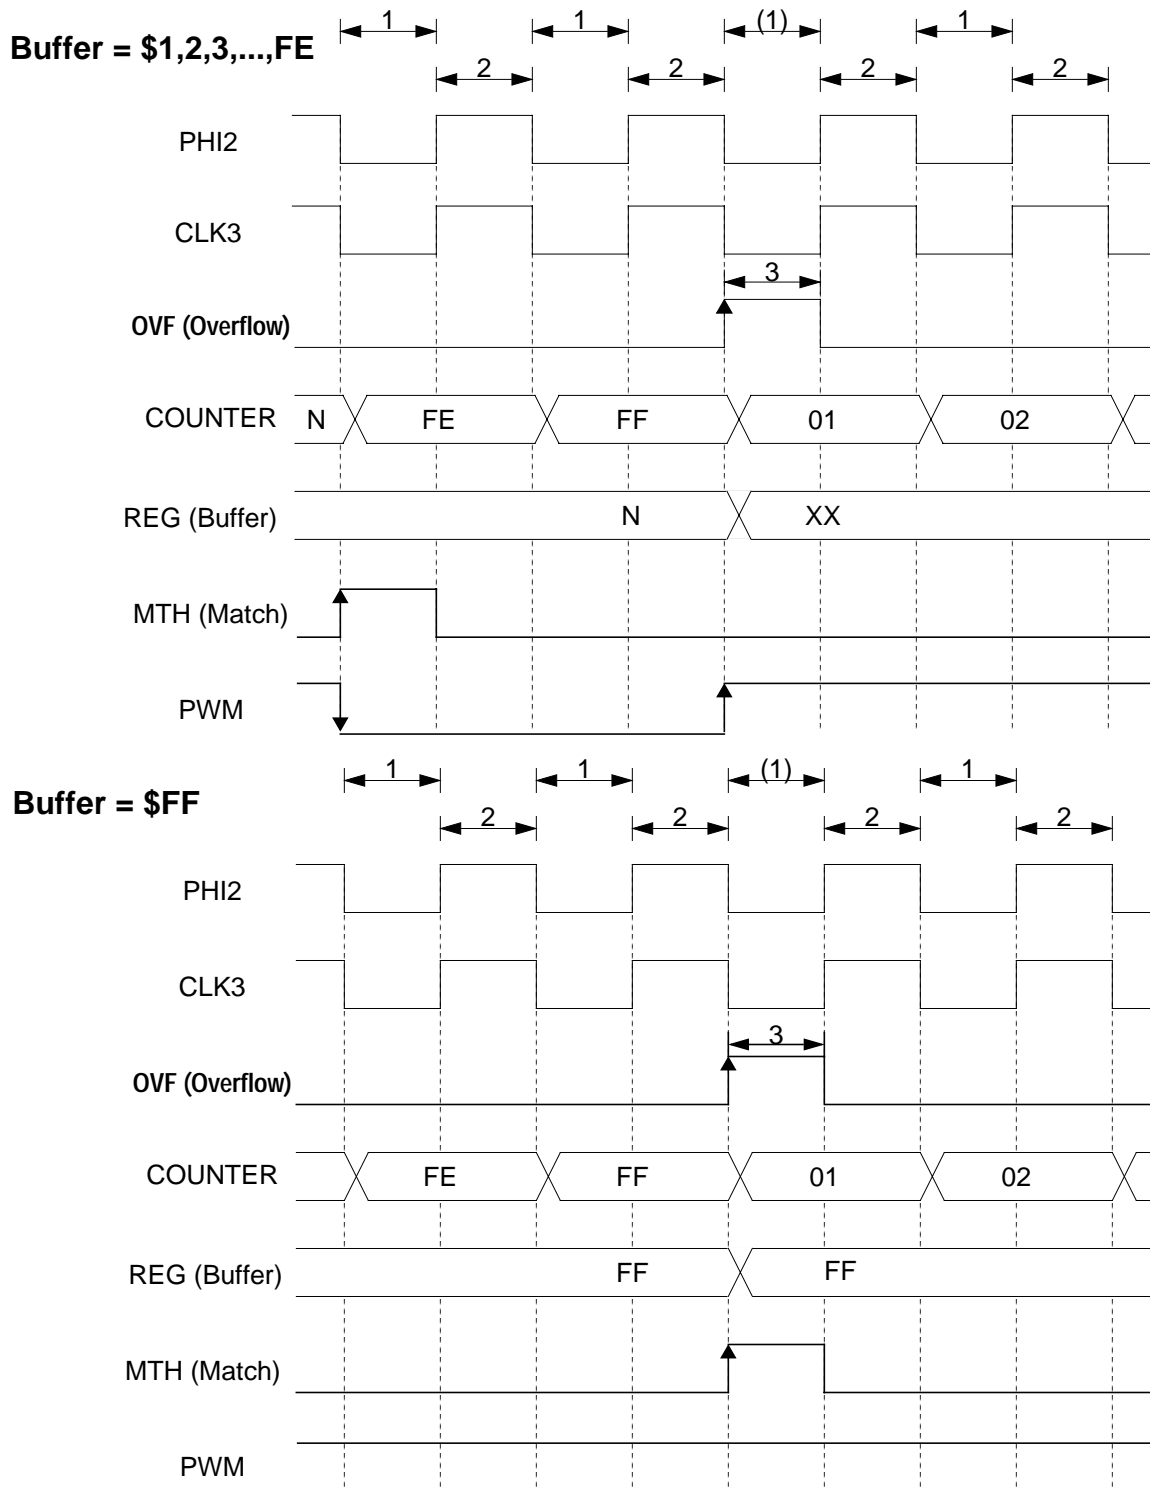 1 1 (1) 1
Buffer = $1,2,3,...,FE
2 2 2 2
PHI2
CLK3
3
OVF (Overflow)
COUNTER N FE FF 01 02
REG (Buffer) N XX
MTH (Match)
PWM
1 1 (1) 1
Buffer = $FF
2 2 2 2
PHI2
CLK3
3
OVF (Overflow)
COUNTER FE FF 01 02
REG (Buffer) FF FF
MTH (Match)
PWM